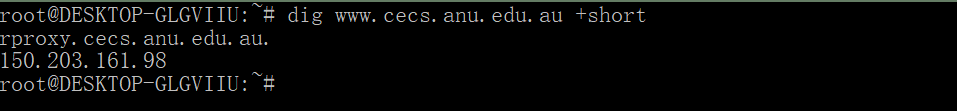 root@DESKTOP-GLGVIIU:~# dig www.cecs.anu.edu.au +short
rproxy.cecs.anu.edu.au.
150.203.161.98
root@DESKTOP-GLGVIIU:~#